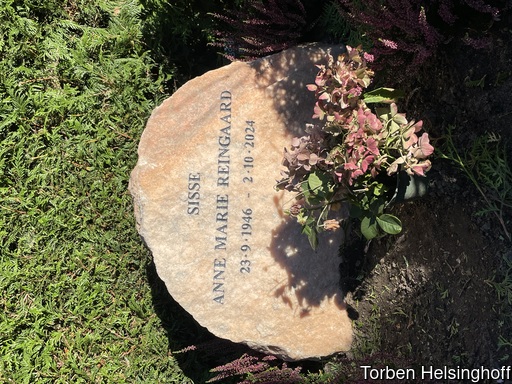 SISSE
ANNE MARIE REINGAARD
23·9·1946 - 2·10·2024
Torben Helsinghoff